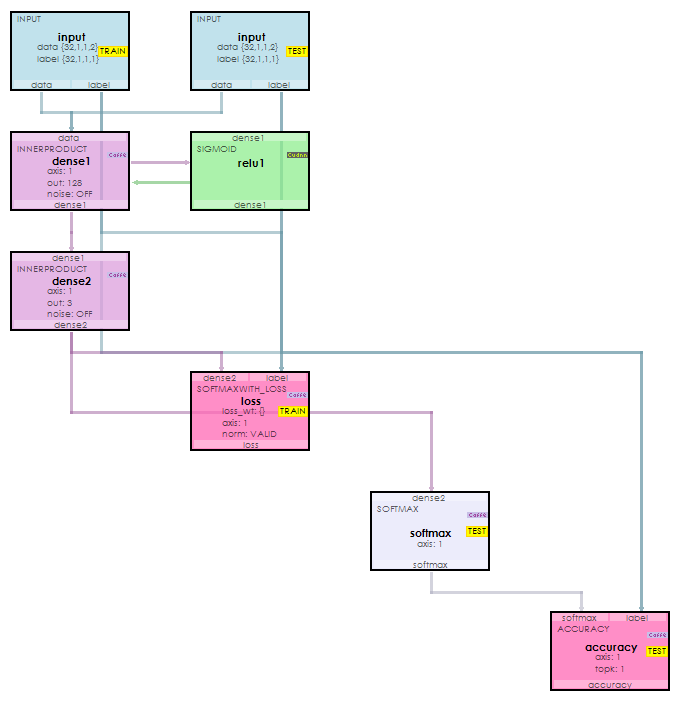 INPUT
input
data {32,1,1,2}
TRAIN
label {32,1,1,1}
data label
INPUT
input
data {32,1,1,2}
TEST
label {32,1,1,1}
data label
data
INNERPRODUCT
Caffe
dense1
axis: 1
out: 128
noise: OFF
dense1
dense1
SIGMOID
Cudnn
relu1
dense1
dense1
INNERPRODUCT
Caffe
dense2
axis: 1
out: 3
noise: OFF
dense2
dense2 label
SOFTMAXWITH_LOSS
Caffe
loss
loss_wt: {}
TRAIN
axis: 1
norm: VALID
loss
dense2
SOFTMAX
Caffe
softmax
TEST
axis: 1
softmax
softmax label
ACCURACY
Caffe
accuracy
TEST
axis: 1
topk: 1
accuracy